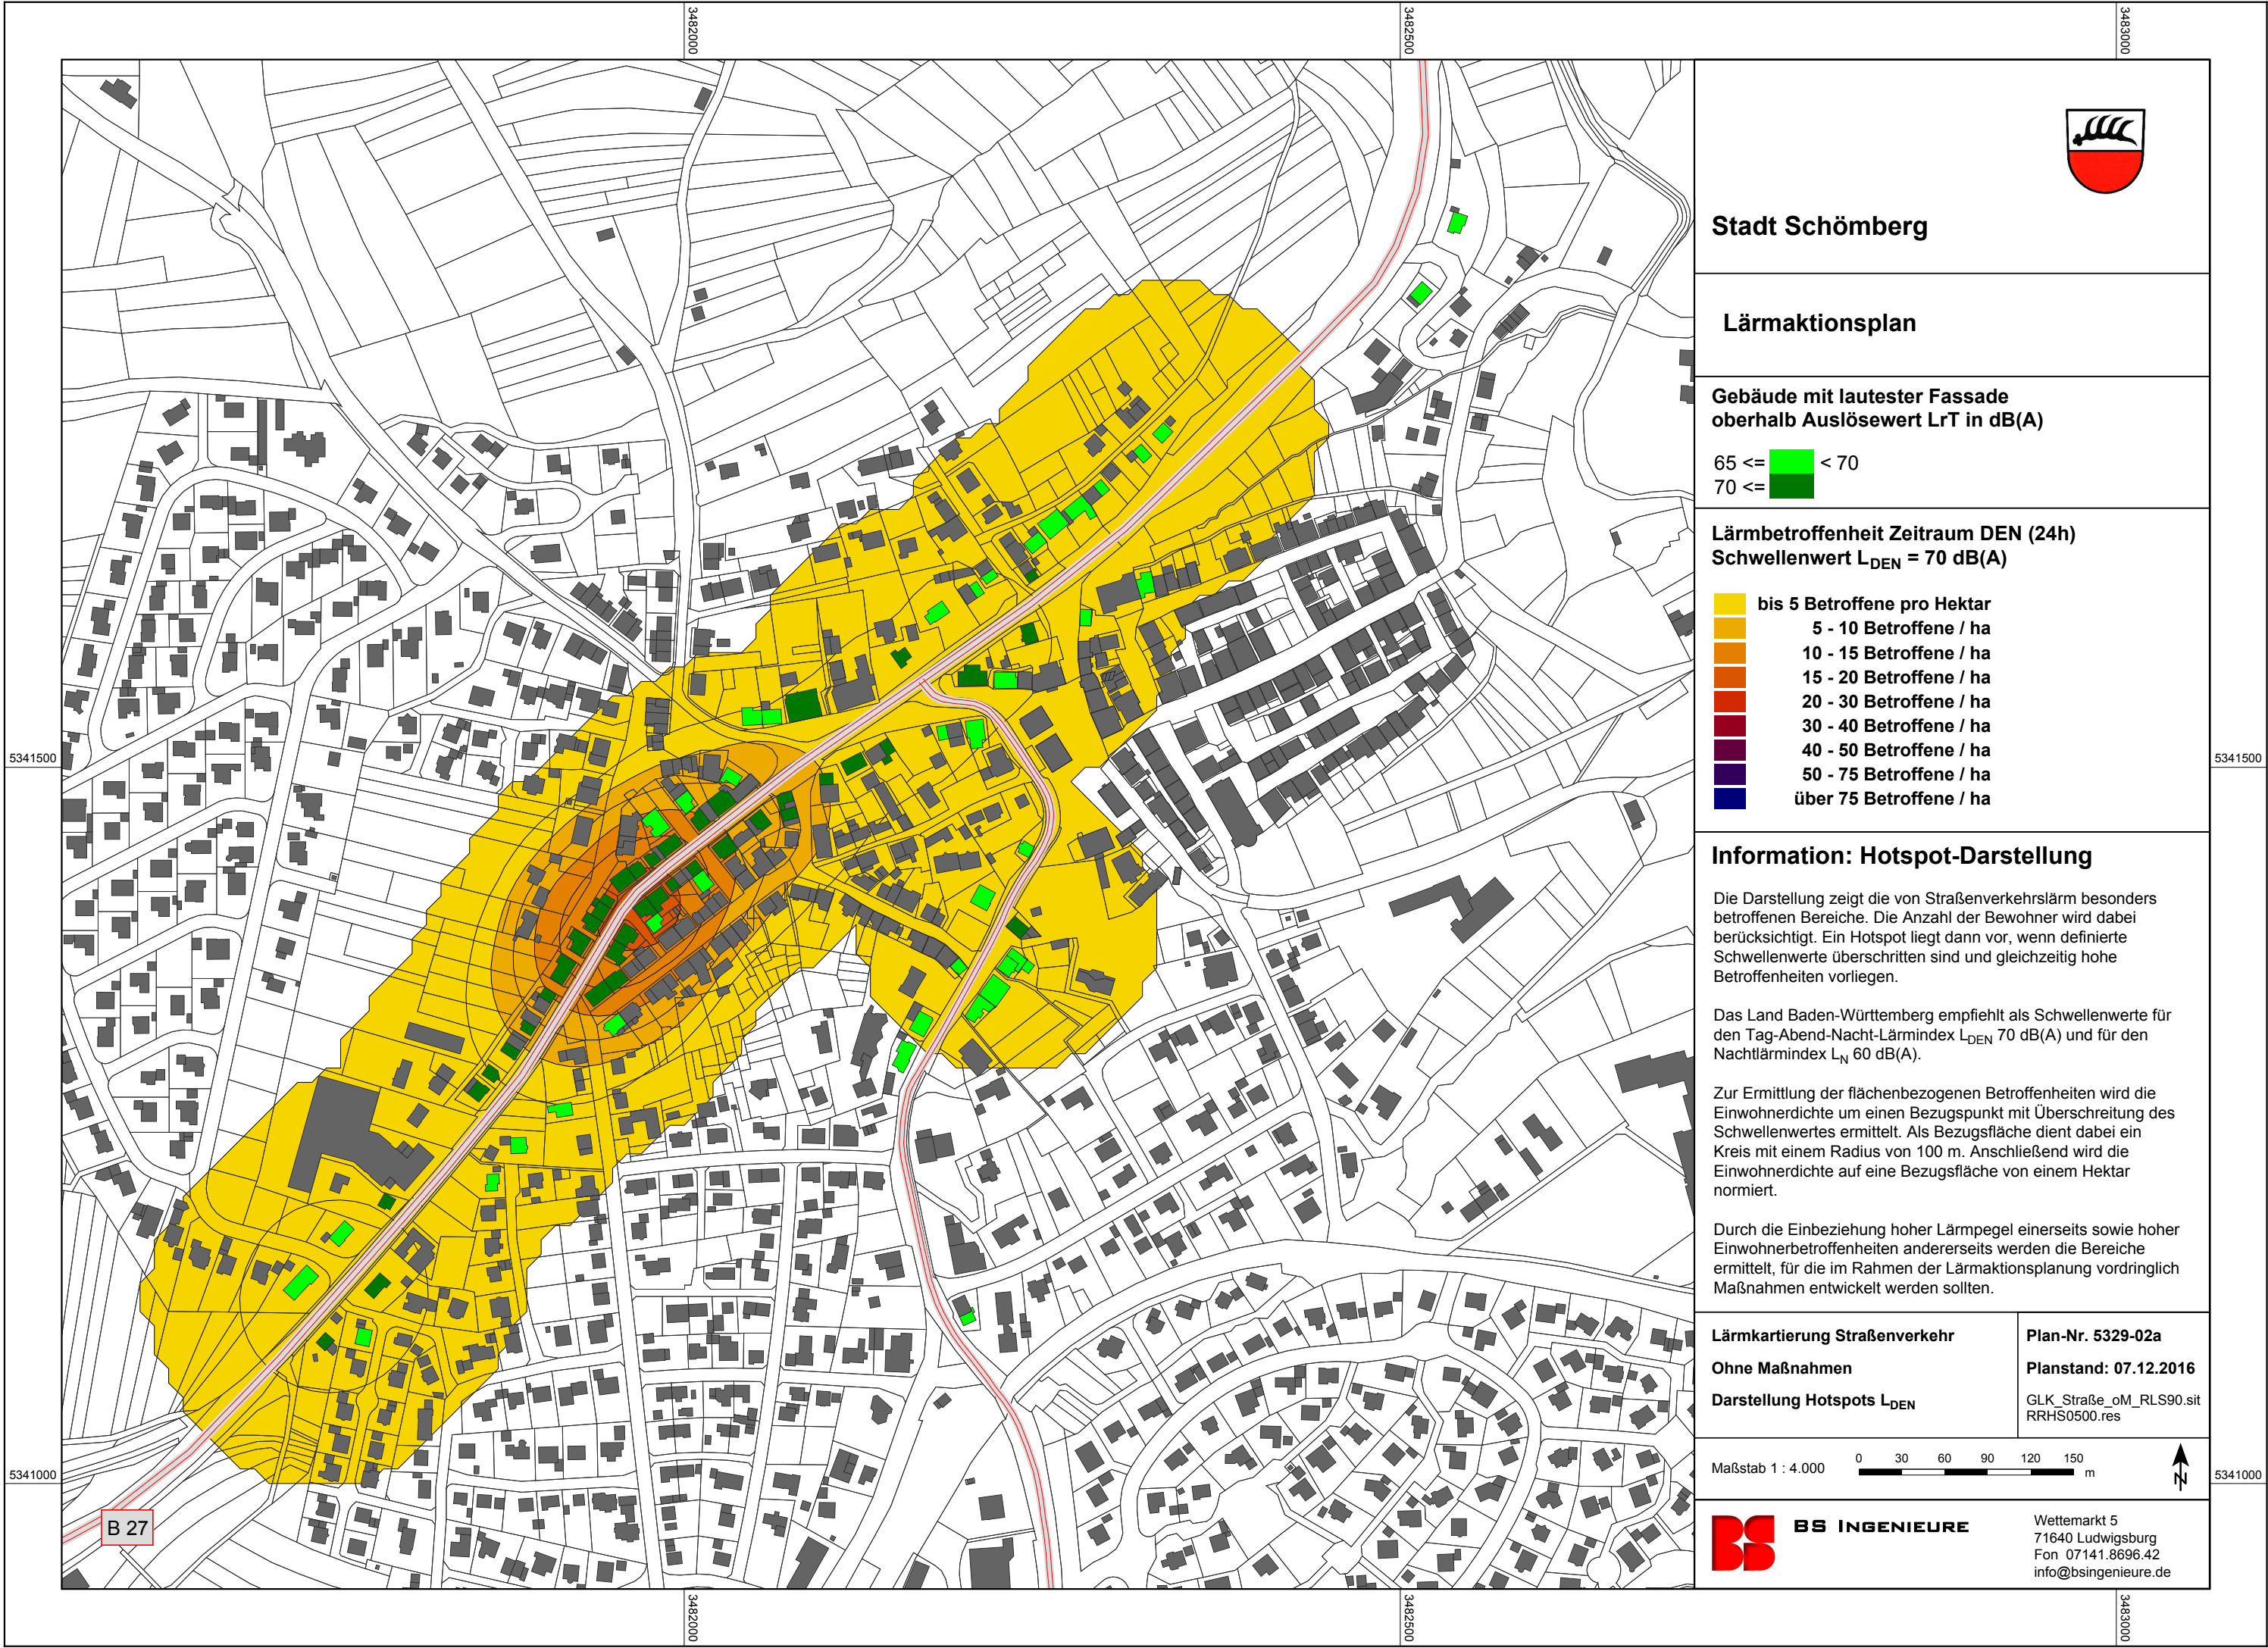 3482000
3482500
3483000
Stadt Schömberg
Lärmaktionsplan
Gebäude mit lautester Fassade
oberhalb Auslösewert LrT in dB(A)
65 <= < 70
70 <=
Lärmbetroffenheit Zeitraum DEN (24h)
Schwellenwert LDEN = 70 dB(A)
bis 5 Betroffene pro Hektar
5 - 10 Betroffene / ha
10 - 15 Betroffene / ha
15 - 20 Betroffene / ha
20 - 30 Betroffene / ha
30 - 40 Betroffene / ha
40 - 50 Betroffene / ha
50 - 75 Betroffene / ha
über 75 Betroffene / ha
5341500
5341500
Information: Hotspot-Darstellung
Die Darstellung zeigt die von Straßenverkehrslärm besonders
betroffenen Bereiche. Die Anzahl der Bewohner wird dabei
berücksichtigt. Ein Hotspot liegt dann vor, wenn definierte
Schwellenwerte überschritten sind und gleichzeitig hohe
Betroffenheiten vorliegen.
Das Land Baden-Württemberg empfiehlt als Schwellenwerte für
den Tag-Abend-Nacht-Lärmindex LDEN 70 dB(A) und für den
Nachtlärmindex LN 60 dB(A).
Zur Ermittlung der flächenbezogenen Betroffenheiten wird die
Einwohnerdichte um einen Bezugspunkt mit Überschreitung des
Schwellenwertes ermittelt. Als Bezugsfläche dient dabei ein
Kreis mit einem Radius von 100 m. Anschließend wird die
Einwohnerdichte auf eine Bezugsfläche von einem Hektar
normiert.
Durch die Einbeziehung hoher Lärmpegel einerseits sowie hoher
Einwohnerbetroffenheiten andererseits werden die Bereiche
ermittelt, für die im Rahmen der Lärmaktionsplanung vordringlich
Maßnahmen entwickelt werden sollten.
Lärmkartierung Straßenverkehr
Ohne Maßnahmen
Darstellung Hotspots LDEN
Plan-Nr. 5329-02a
Planstand: 07.12.2016
GLK_Straße_oM_RLS90.sit
RRHS0500.res
Maßstab 1 : 4.000
0 30 60 90 120 150
m
N
5341000
5341000
B 27
BS INGENIEURE
Wettemarkt 5
71640 Ludwigsburg
Fon 07141.8696.42
info@bsingenieure.de
3482000
3482500
3483000